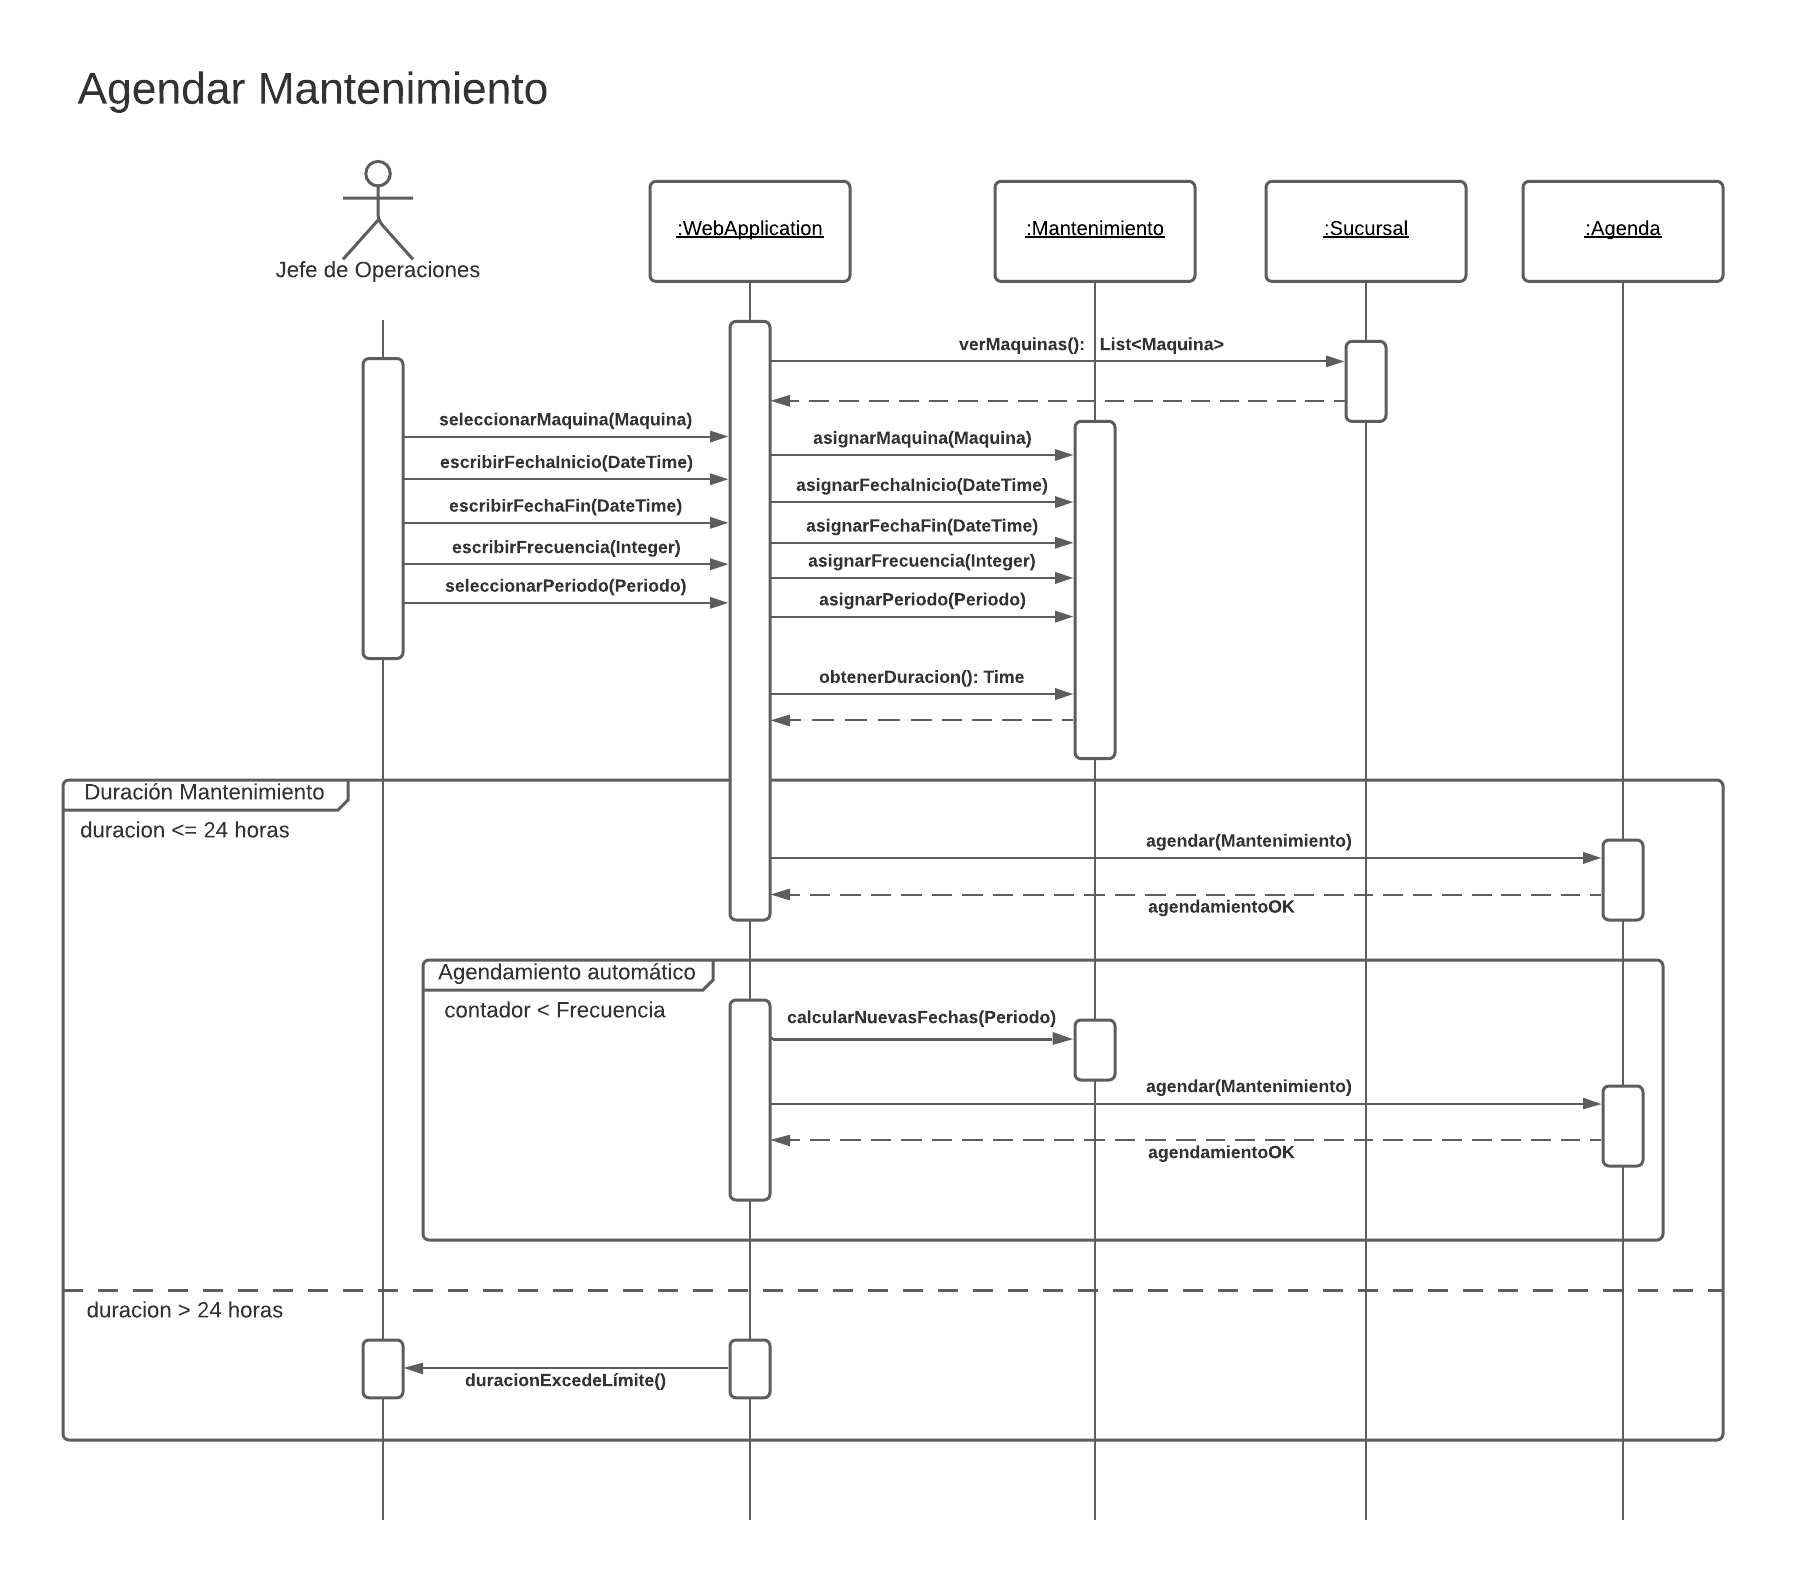 Agendar Mantenimiento
Jefe de Operaciones
:WebApplication
:Mantenimiento
:Sucursal
:Agenda
verMaquinas(): List<Maquina>
seleccionarMaquina(Maquina)
asignarMaquina(Maquina)
escribirFechaInicio(DateTime)
asignarFechaInicio(DateTime)
escribirFechaFin(DateTime)
asignarFechaFin(DateTime)
escribirFrecuencia(Integer)
asignarFrecuencia(Integer)
seleccionarPeriodo(Periodo)
asignarPeriodo(Periodo)
obtenerDuracion(): Time
Duración Mantenimiento
duracion <= 24 horas
agendar(Mantenimiento)
agendamientoOK
Agendamiento automático
contador < Frecuencia
calcularNuevasFechas(Periodo)
agendar(Mantenimiento)
agendamientoOK
duracion > 24 horas
duracionExcedeLímite()